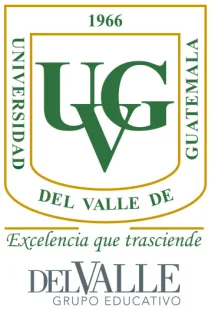 1966
UNIVERSIDAD
UVG
DEL VALLE DE
GUATEMALA
Excelencia que trasciende
DELVALLE
GRUPO EDUCATIVO